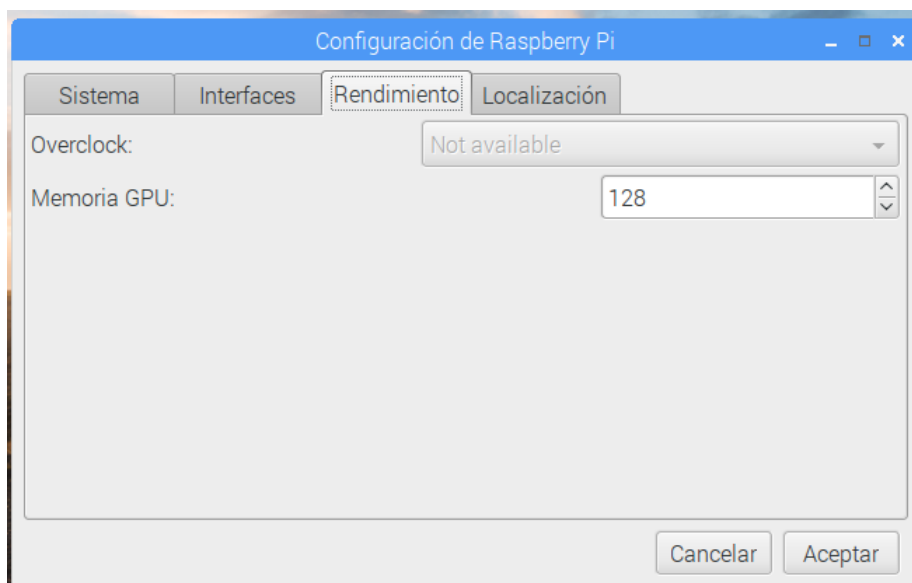 Configuración de Raspberry Pi
Sistema Interfaces Rendimiento Localización
Overclock: Not available
Memoria GPU: 128
Cancelar Aceptar